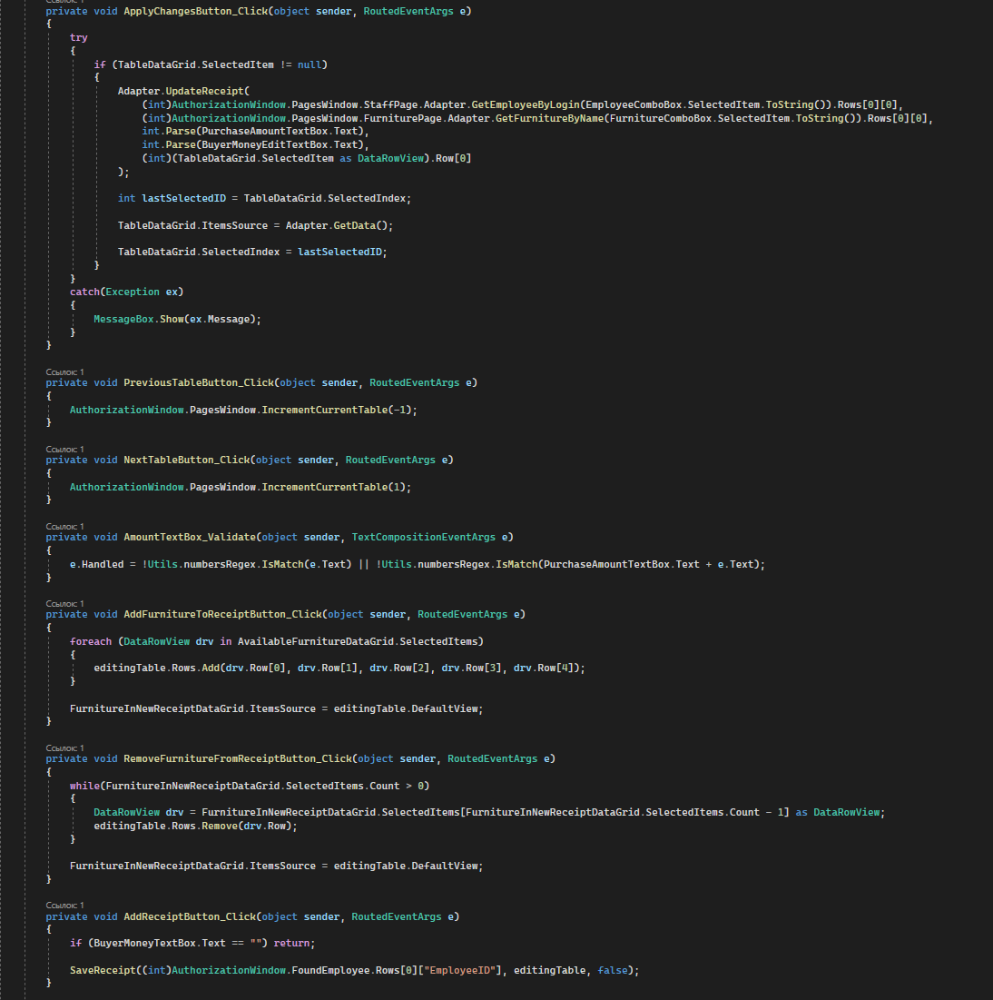 Ссылок: 1
private void ApplyChangesButton_Click(object sender, RoutedEventArgs e)
{
try
{
if (TableDataGrid.SelectedItem != null)
{
Adapter.UpdateReceipt(
(int)AuthorizationWindow.PagesWindow.StaffPage.Adapter.GetEmployeeByLogin(EmployeeComboBox.SelectedItem.ToString()).Rows[0][0],
(int)AuthorizationWindow.PagesWindow.FurniturePage.Adapter.GetFurnitureByName(FurnitureComboBox.SelectedItem.ToString()).Rows[0][0],
int.Parse(PurchaseAmountTextBox.Text),
int.Parse(BuyerMoneyEditTextBox.Text),
(int)(TableDataGrid.SelectedItem as DataRowView).Row[0]
);
int lastSelectedID = TableDataGrid.SelectedIndex;
TableDataGrid.ItemsSource = Adapter.GetData();
TableDataGrid.SelectedIndex = lastSelectedID;
}
}
catch(Exception ex)
{
MessageBox.Show(ex.Message);
}
}
Ссылок: 1
private void PreviousTableButton_Click(object sender, RoutedEventArgs e)
{
AuthorizationWindow.PagesWindow.IncrementCurrentTable(-1);
}
Ссылок: 1
private void NextTableButton_Click(object sender, RoutedEventArgs e)
{
AuthorizationWindow.PagesWindow.IncrementCurrentTable(1);
}
Ссылок: 1
private void AmountTextBox_Validate(object sender, TextCompositionEventArgs e)
{
e.Handled = !Utils.numbersRegex.IsMatch(e.Text) || !Utils.numbersRegex.IsMatch(PurchaseAmountTextBox.Text + e.Text);
}
Ссылок: 1
private void AddFurnitureToReceiptButton_Click(object sender, RoutedEventArgs e)
{
foreach (DataRowView drv in AvailableFurnitureDataGrid.SelectedItems)
{
editingTable.Rows.Add(drv.Row[0], drv.Row[1], drv.Row[2], drv.Row[3], drv.Row[4]);
}
FurnitureInNewReceiptDataGrid.ItemsSource = editingTable.DefaultView;
}
Ссылок: 1
private void RemoveFurnitureFromReceiptButton_Click(object sender, RoutedEventArgs e)
{
while(FurnitureInNewReceiptDataGrid.SelectedItems.Count > 0)
{
DataRowView drv = FurnitureInNewReceiptDataGrid.SelectedItems[FurnitureInNewReceiptDataGrid.SelectedItems.Count - 1] as DataRowView;
editingTable.Rows.Remove(drv.Row);
}
FurnitureInNewReceiptDataGrid.ItemsSource = editingTable.DefaultView;
}
Ссылок: 1
private void AddReceiptButton_Click(object sender, RoutedEventArgs e)
{
if (BuyerMoneyTextBox.Text == "") return;
SaveReceipt((int)AuthorizationWindow.FoundEmployee.Rows[0]["EmployeeID"], editingTable, false);
}